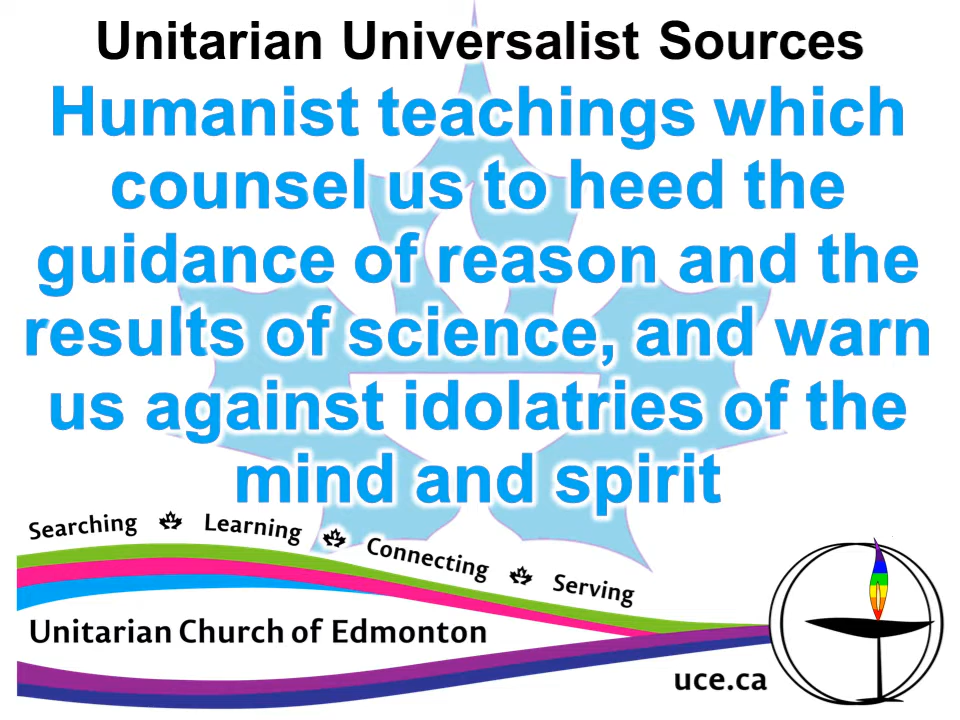 Unitarian Universalist Sources
Humanist teachings which
counsel us to heed the
guidance of reason and the
results of science, and warn
us against idolatries of the
mind and spirit
Searching Learning Connecting Serving
Unitarian Church of Edmonton
uce.ca